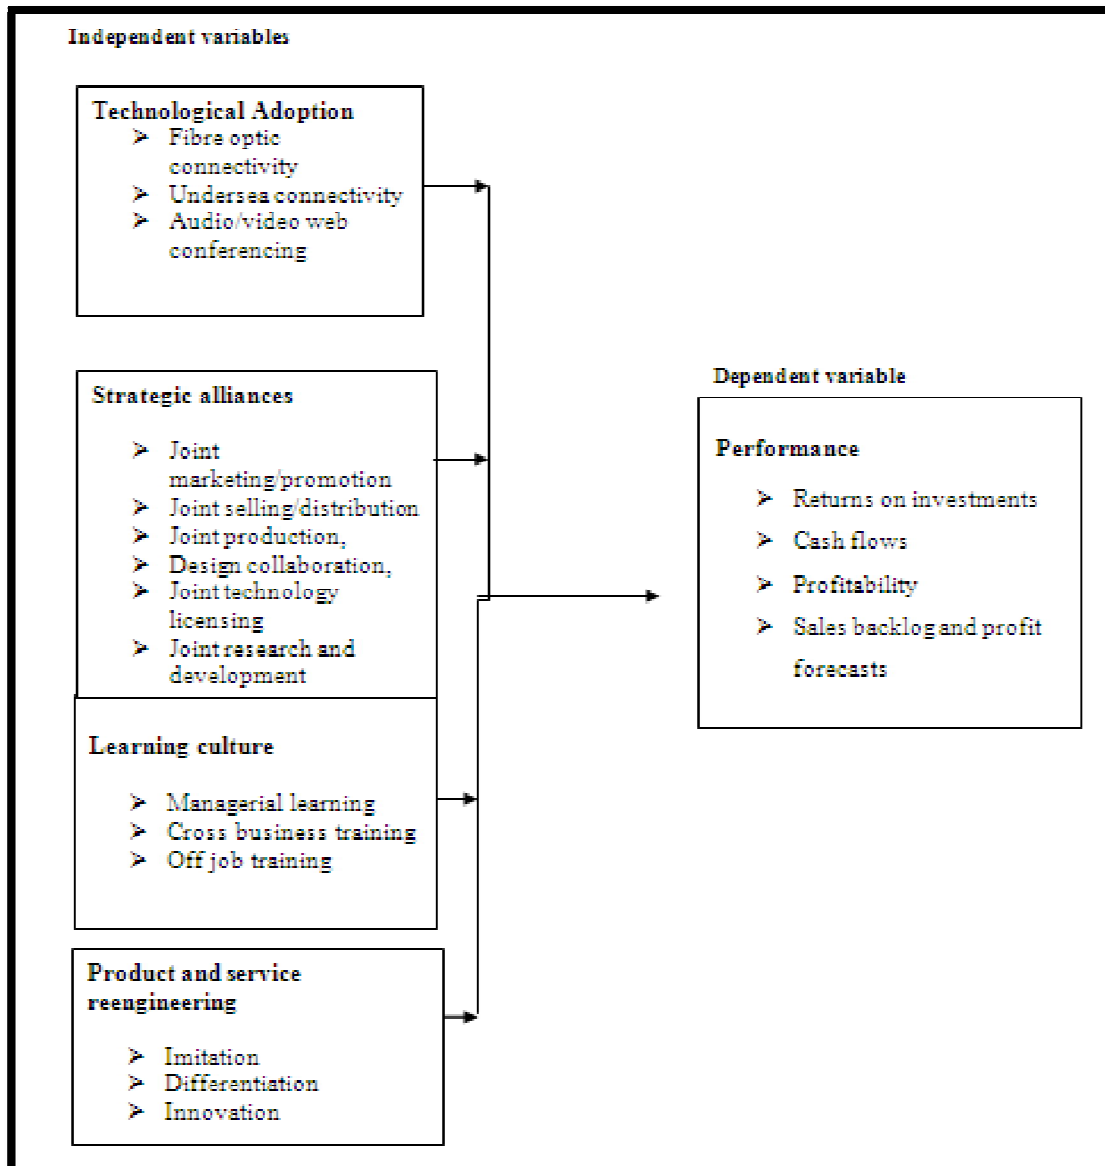 Independent variables
Technological Adoption
➢ Fibre optic
connectivity
➢ Undersea connectivity
➢ Audio/video web
conferencing
Strategic alliances
➢ Joint
marketing/promotion
➢ Joint selling/distribution
➢ Joint production,
➢ Design collaboration,
➢ Joint technology
licensing
➢ Joint research and
development
Learning culture
➢ Managerial learning
➢ Cross business training
➢ Off job training
Product and service
reengineering
➢ Imitation
➢ Differentiation
➢ Innovation
Dependent variable
Performance
➢ Returns on investments
➢ Cash flows
➢ Profitability
➢ Sales backlog and profit
forecasts